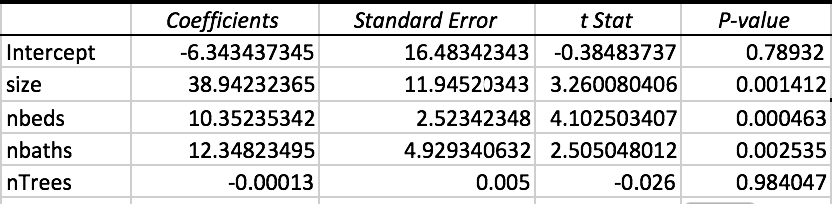 Coefficients Standard Error t Stat P-value
Intercept -6.343437345 16.48342343 -0.38483737 0.78932
size 38.94232365 11.94520343 3.260080406 0.001412
nbeds 10.35235342 2.52342348 4.102503407 0.000463
nbaths 12.34823495 4.929340632 2.505048012 0.002535
nTrees -0.00013 0.005 -0.026 0.984047